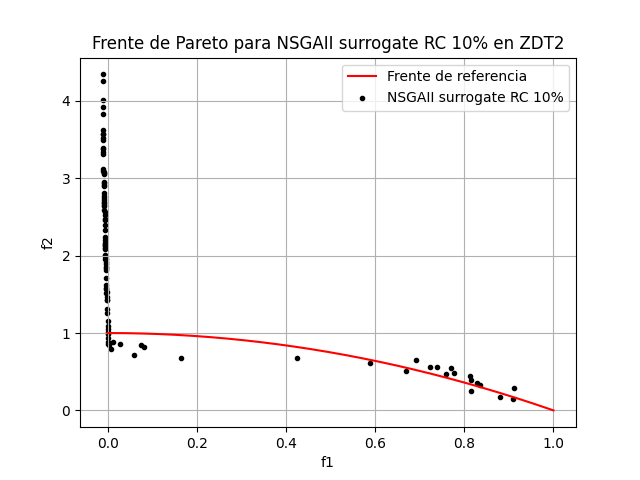 Frente de Pareto para NSGAII surrogate RC 10% en ZDT2
Frente de referencia
NSGAII surrogate RC 10%
f2
4
3
2
1
0
0.0 0.2 0.4 0.6 0.8 1.0
f1